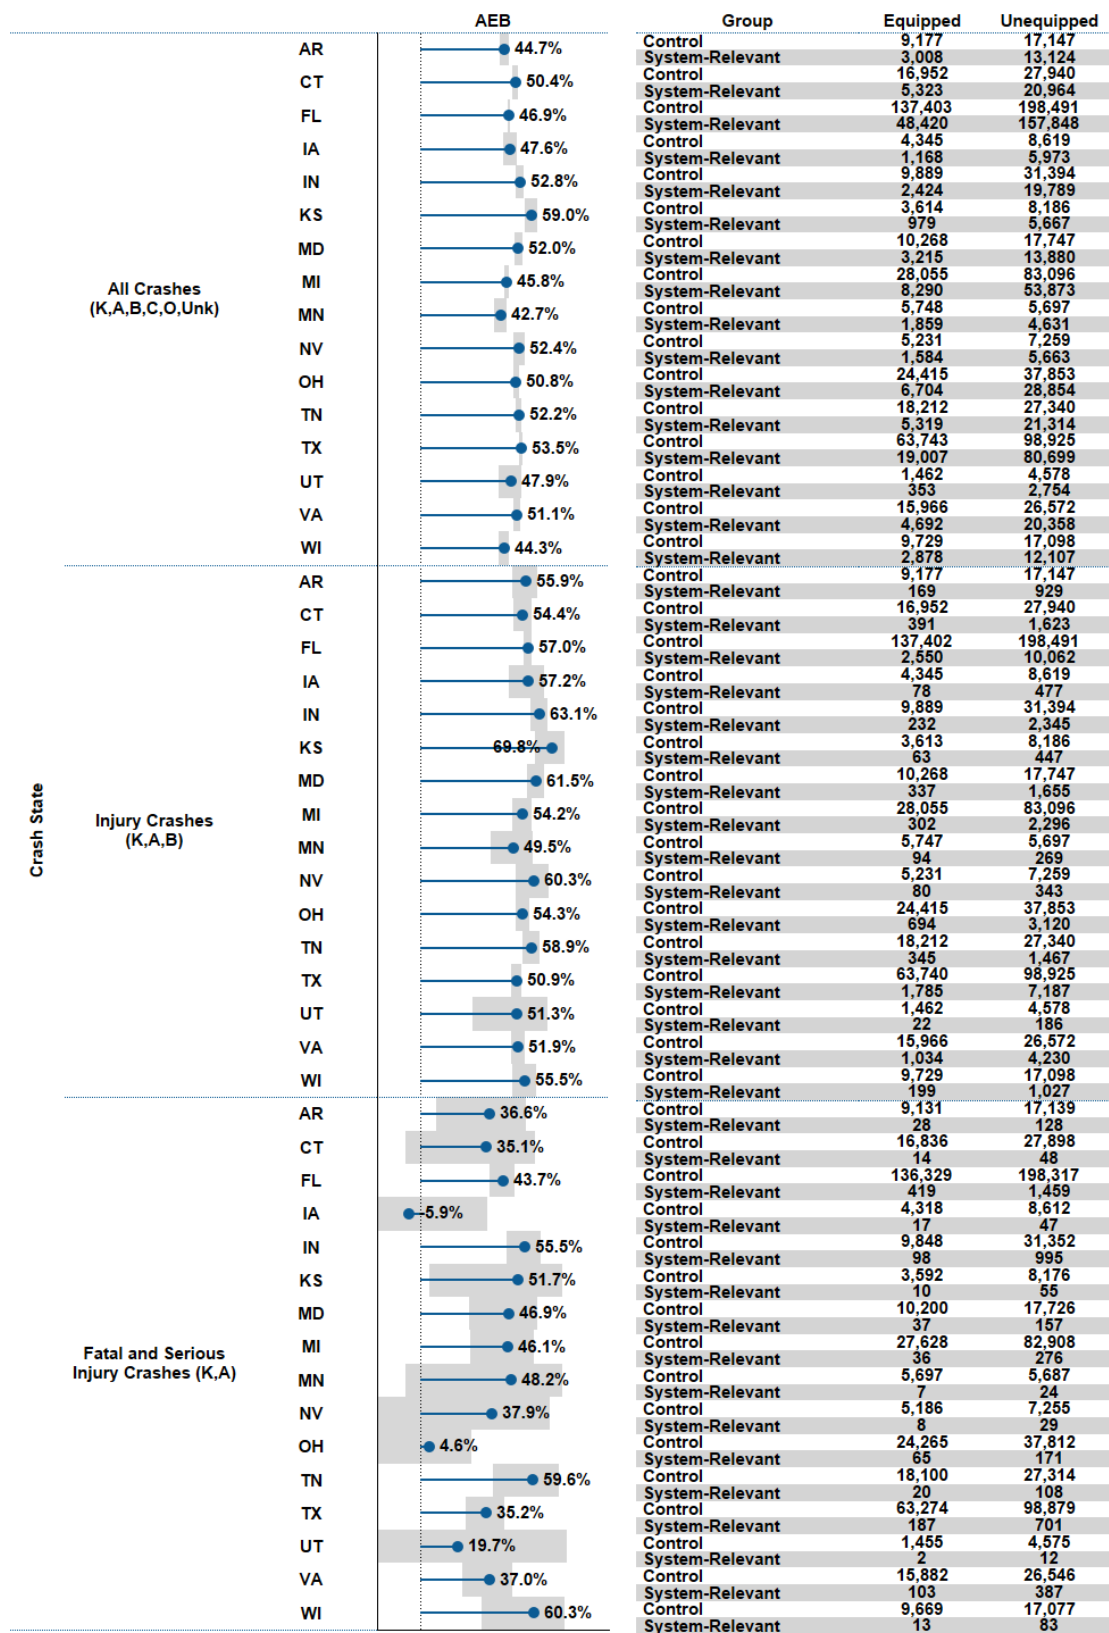 AEB Group Equipped Unequipped
Crash State
All Crashes
(K,A,B,C,O,Unk)
AR 44.7% Control 9,177 17,147
System-Relevant 3,008 13,124
CT 50.4% Control 16,952 27,940
System-Relevant 5,323 20,964
FL 46.9% Control 137,403 198,491
System-Relevant 48,420 157,848
IA 47.6% Control 4,345 8,619
System-Relevant 1,168 5,973
IN 52.8% Control 9,889 31,394
System-Relevant 2,424 19,789
KS 59.0% Control 3,614 8,186
System-Relevant 979 5,667
MD 52.0% Control 10,268 17,747
System-Relevant 3,215 13,880
MI 45.8% Control 28,055 83,096
System-Relevant 8,290 53,873
MN 42.7% Control 5,748 5,697
System-Relevant 1,859 4,631
NV 52.4% Control 5,231 7,259
System-Relevant 1,584 5,663
OH 50.8% Control 24,415 37,853
System-Relevant 6,704 28,854
TN 52.2% Control 18,212 27,340
System-Relevant 5,319 21,314
TX 53.5% Control 63,743 98,925
System-Relevant 19,007 80,699
UT 47.9% Control 1,462 4,578
System-Relevant 353 2,754
VA 51.1% Control 15,966 26,572
System-Relevant 4,692 20,358
WI 44.3% Control 9,729 17,098
System-Relevant 2,878 12,107
Injury Crashes
(K,A,B)
AR 55.9% Control 9,177 17,147
System-Relevant 169 929
CT 54.4% Control 16,952 27,940
System-Relevant 391 1,623
FL 57.0% Control 137,402 198,491
System-Relevant 2,550 10,062
IA 57.2% Control 4,345 8,619
System-Relevant 78 477
IN 63.1% Control 9,889 31,394
System-Relevant 232 2,345
KS 69.8% Control 3,613 8,186
System-Relevant 63 447
MD 61.5% Control 10,268 17,747
System-Relevant 337 1,655
MI 54.2% Control 28,055 83,096
System-Relevant 302 2,296
MN 49.5% Control 5,747 5,697
System-Relevant 94 269
NV 60.3% Control 5,231 7,259
System-Relevant 80 343
OH 54.3% Control 24,415 37,853
System-Relevant 694 3,120
TN 58.9% Control 18,212 27,340
System-Relevant 345 1,467
TX 50.9% Control 63,740 98,925
System-Relevant 1,785 7,187
UT 51.3% Control 1,462 4,578
System-Relevant 22 186
VA 51.9% Control 15,966 26,572
System-Relevant 1,034 4,230
WI 55.5% Control 9,729 17,098
System-Relevant 199 1,027
Fatal and Serious
Injury Crashes (K,A)
AR 36.6% Control 9,131 17,139
System-Relevant 28 128
CT 35.1% Control 16,836 27,898
System-Relevant 14 48
FL 43.7% Control 136,329 198,317
System-Relevant 419 1,459
IA -5.9% Control 4,318 8,612
System-Relevant 17 47
IN 55.5% Control 9,848 31,352
System-Relevant 98 995
KS 51.7% Control 3,592 8,176
System-Relevant 10 55
MD 46.9% Control 10,200 17,726
System-Relevant 37 157
MI 46.1% Control 27,628 82,908
System-Relevant 36 276
MN 48.2% Control 5,697 5,687
System-Relevant 7 24
NV 37.9% Control 5,186 7,255
System-Relevant 8 29
OH 4.6% Control 24,265 37,812
System-Relevant 65 171
TN 59.6% Control 18,100 27,314
System-Relevant 20 108
TX 35.2% Control 63,274 98,879
System-Relevant 187 701
UT 19.7% Control 1,455 4,575
System-Relevant 2 12
VA 37.0% Control 15,882 26,546
System-Relevant 103 387
WI 60.3% Control 9,669 17,077
System-Relevant 13 83